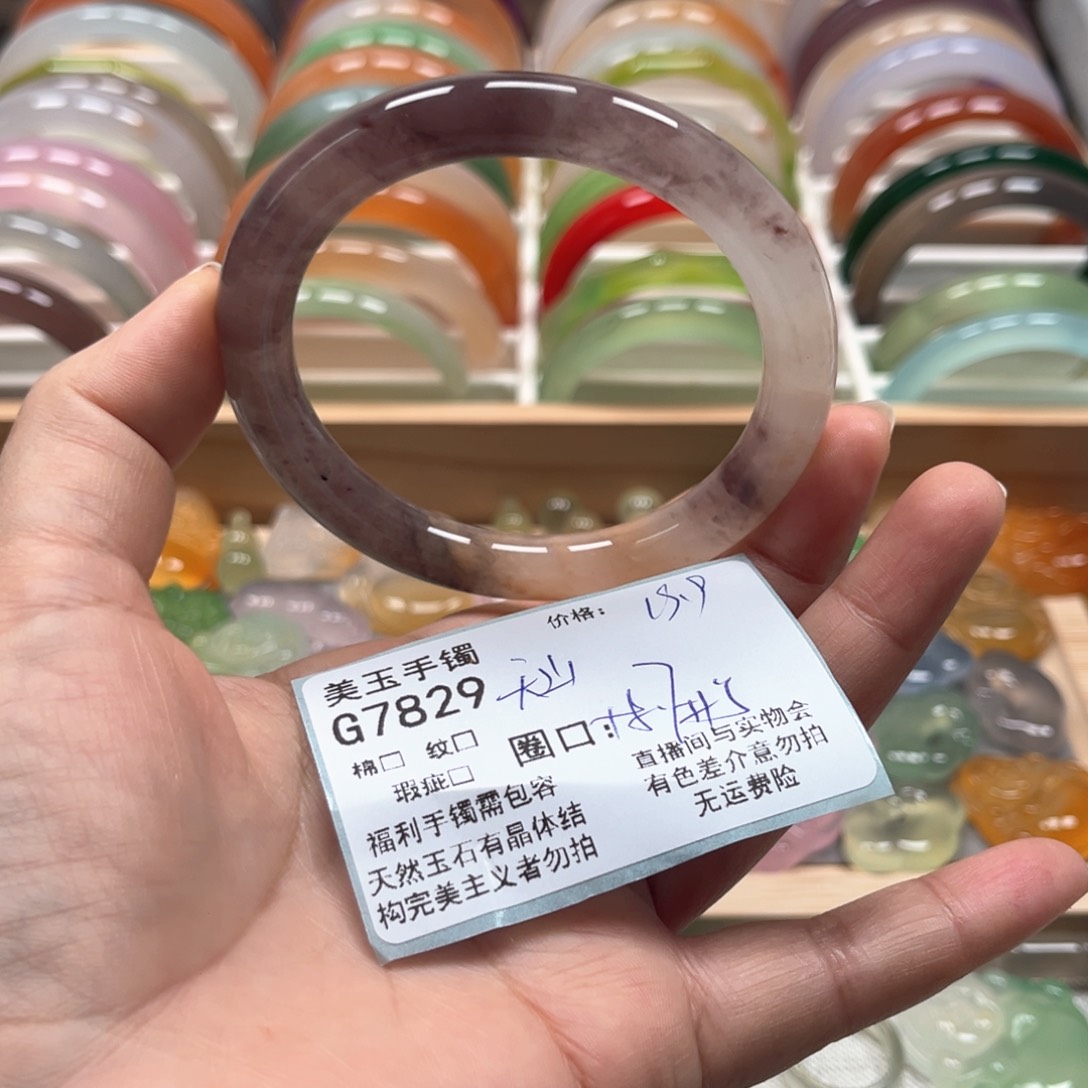 价格:
美玉手镯
G7829 天山
棉□ 纹□ 圈口:
瑕疵□
福利手镯需包容
天然玉石有晶体结
构完美主义者勿拍
直播间与实物会
有色差介意勿拍
无运费险